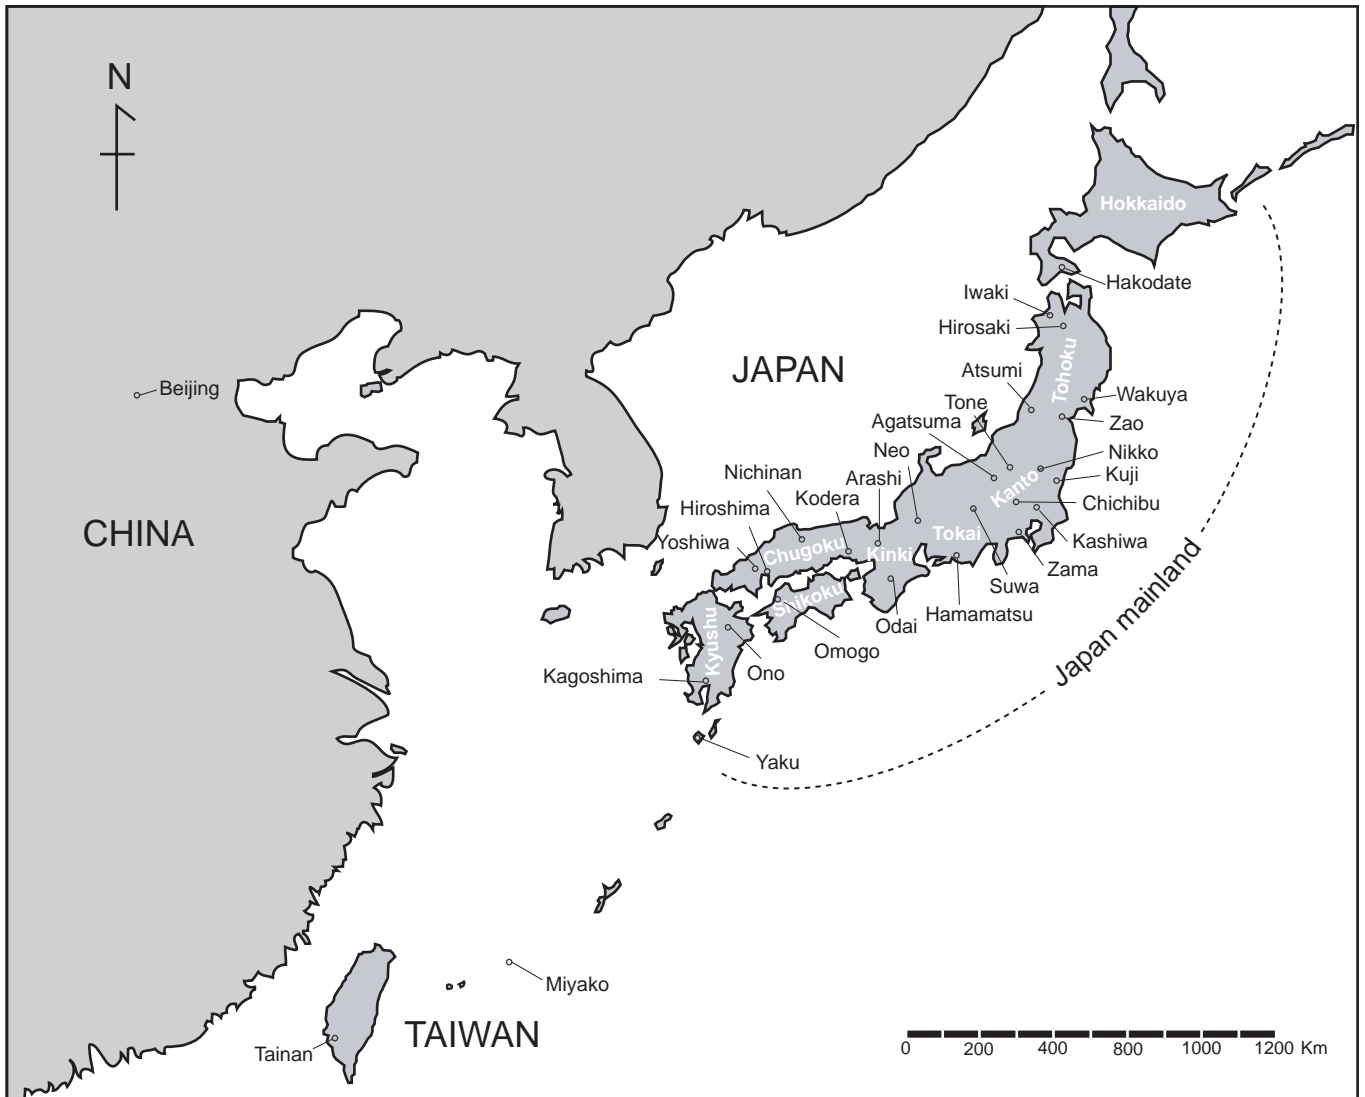 N
Hokkaido
Hakodate
Iwaki
Hirosaki
JAPAN
Tohoku
Atsumi
Beijing
Wakuya
Tone
Zao
Agatsuma
Neo
Nikko
Nichinan
Arashi
Kuji
Kanto
Kodera
Chichibu
Hiroshima
CHINA
Tokai
Kashiwa
Yoshiwa
Chugoku
Kinki
Zama
Suwa
Shikoku
Hamamatsu
Odai
Japan mainland
Kyushu
Omogo
Ono
Kagoshima
Yaku
Miyako
TAIWAN
Tainan
0 200 400 800 1000 1200 Km